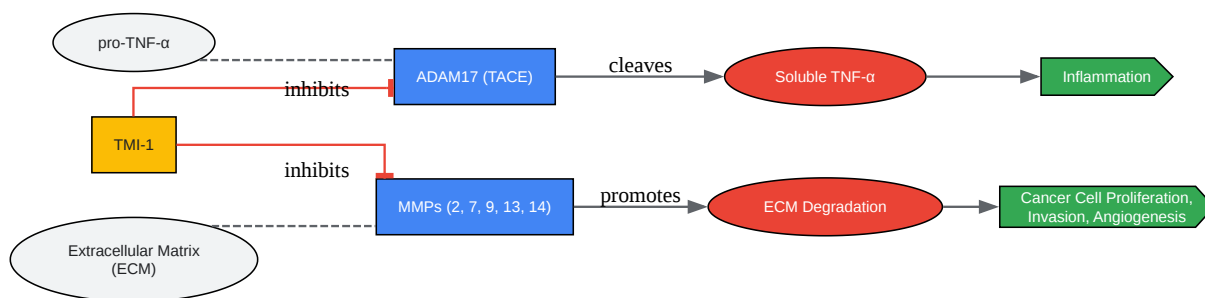 pro-TNF-α
ADAM17 (TACE)
cleaves
Soluble TNF-α
Inflammation
inhibits
TMI-1
inhibits
MMPs (2, 7, 9, 13, 14)
promotes
ECM Degradation
Cancer Cell Proliferation,
Invasion, Angiogenesis
Extracellular Matrix
(ECM)